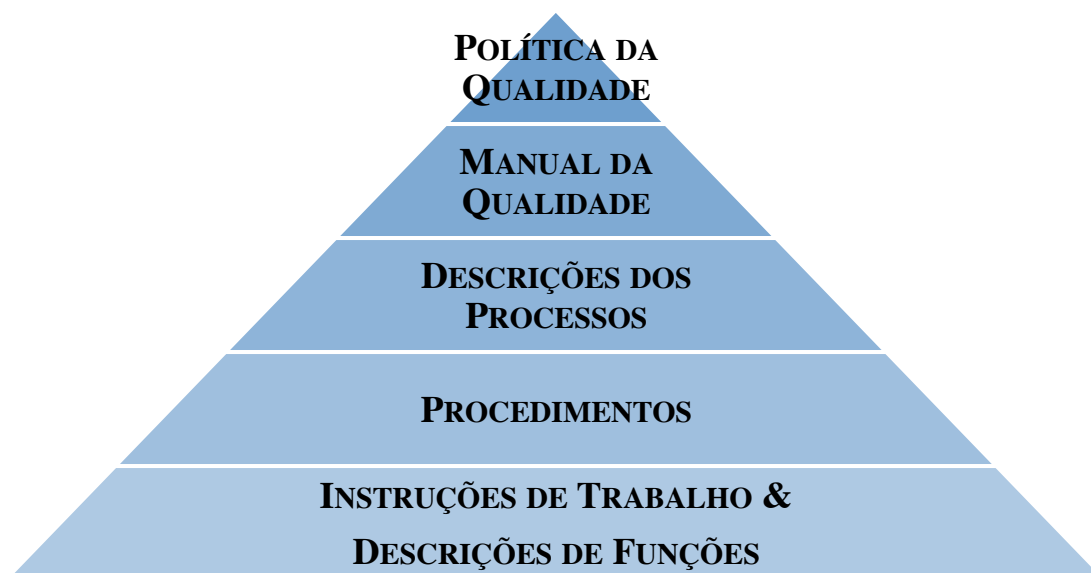 POLÍTICA DA
QUALIDADE
MANUAL DA
QUALIDADE
DESCRIÇÕES DOS
PROCESSOS
PROCEDIMENTOS
INSTRUÇÕES DE TRABALHO &
DESCRIÇÕES DE FUNÇÕES